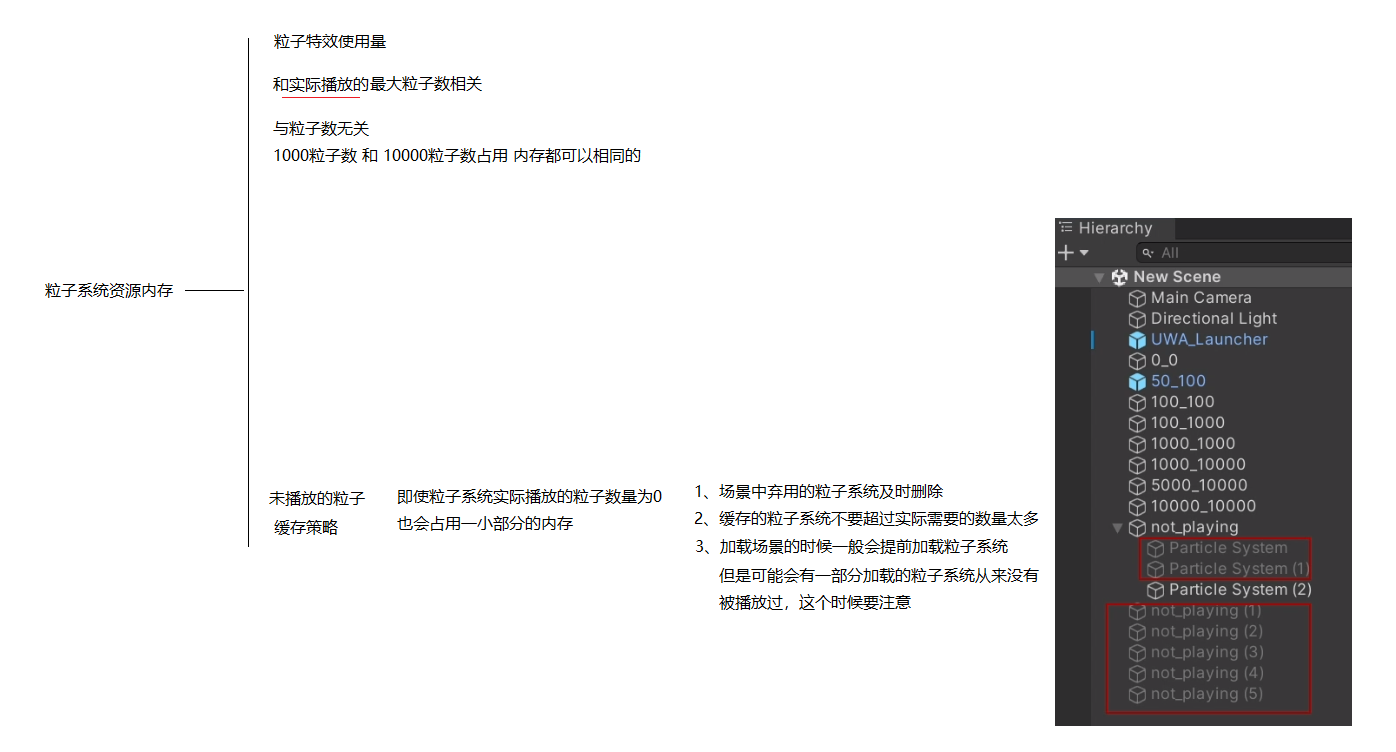 粒子特效使用量
和实际播放的最大粒子数相关
与粒子数无关
1000粒子数 和 10000粒子数占用 内存都可以相同的
粒子系统资源内存
未播放的粒子
缓存策略
即使粒子系统实际播放的粒子数量为0
也会占用一小部分的内存
1、场景中弃用的粒子系统及时删除
2、缓存的粒子系统不要超过实际需要的数量太多
3、加载场景的时候一般会提前加载粒子系统
但是可能会有一部分加载的粒子系统从来没有
被播放过，这个时候要注意
Hierarchy
All
New Scene
Main Camera
Directional Light
UWA_Launcher
0_0
50_100
100_100
100_1000
1000_1000
1000_10000
5000_10000
10000_10000
not_playing
Particle System
Particle System (1)
Particle System (2)
not_playing (1)
not_playing (2)
not_playing (3)
not_playing (4)
not_playing (5)